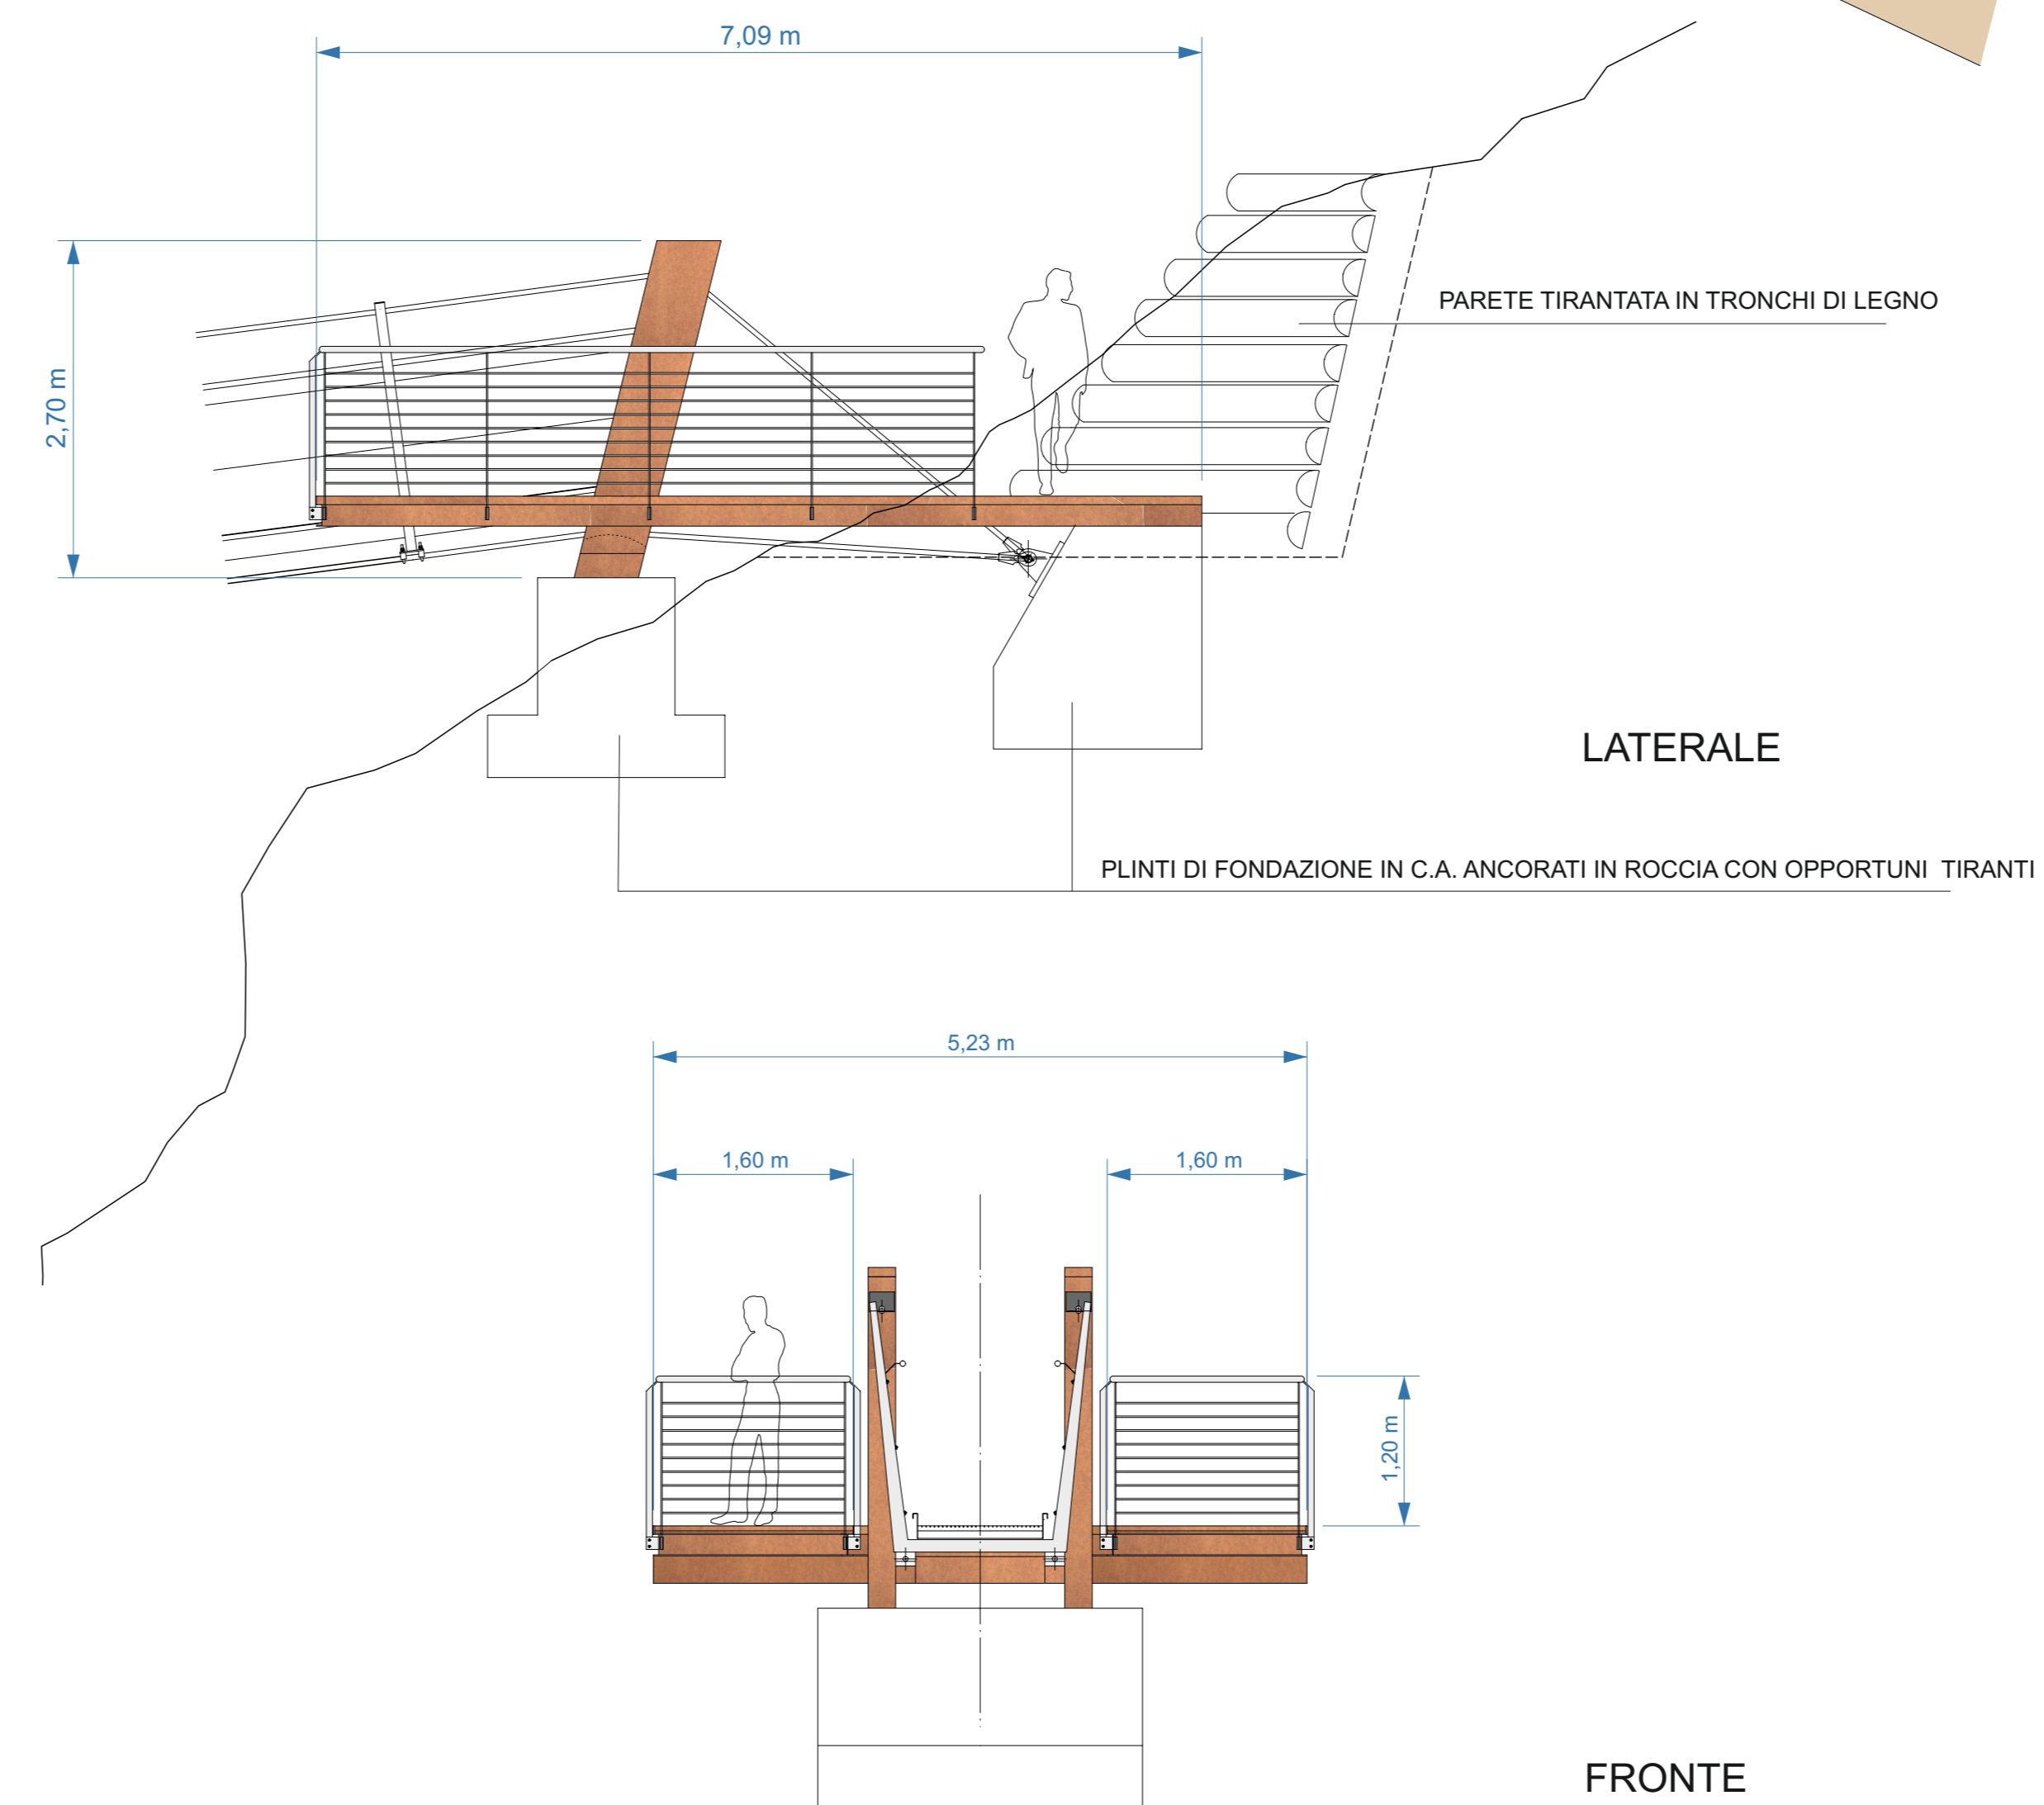 7,09 m
2,70 m
PARETE TIRANTATA IN TRONCHI DI LEGNO
LATERALE
PLINTI DI FONDAZIONE IN C.A. ANCORATI IN ROCCIA CON OPPORTUNI TIRANTI
5,23 m
1,60 m
1,60 m
1,20 m
FRONTE